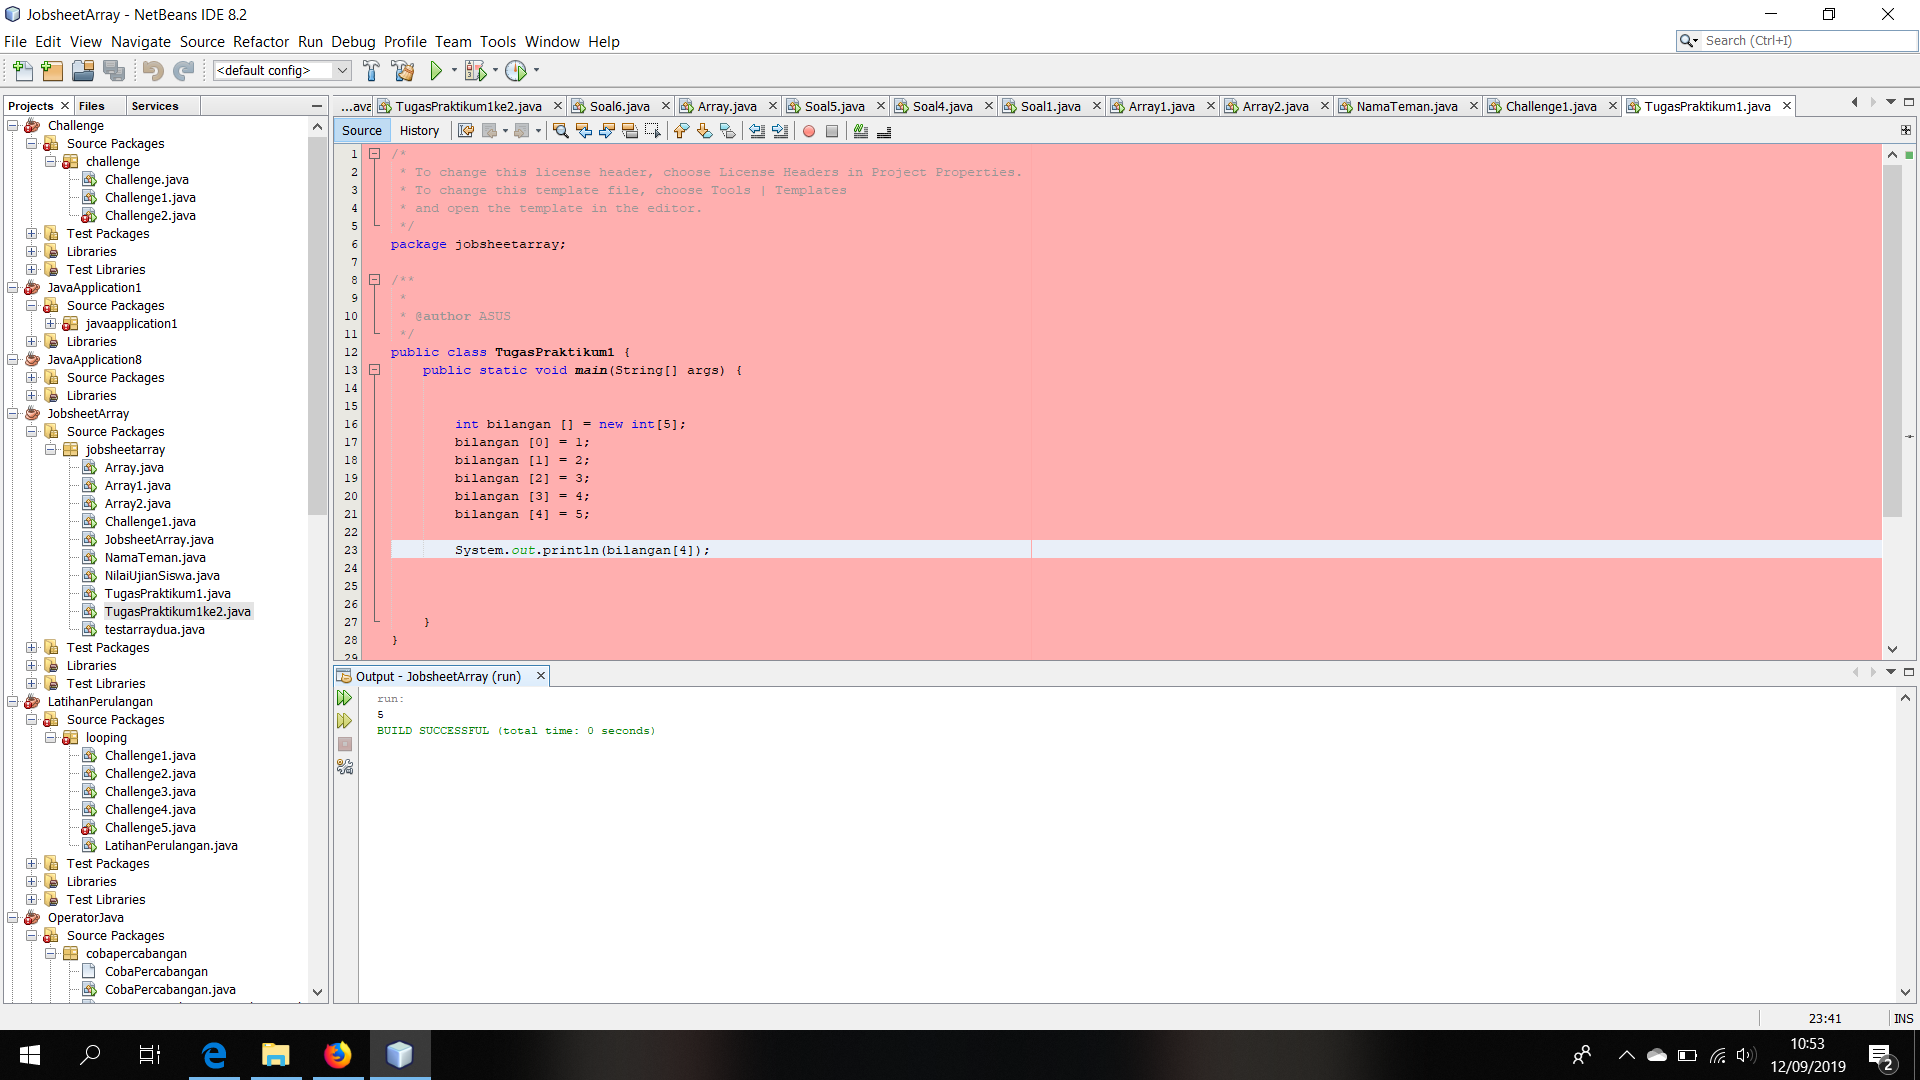 JobsheetArray - NetBeans IDE 8.2
File Edit View Navigate Source Refactor Run Debug Profile Team Tools Window Help
Search (Ctrl+I)
<default config>
Projects Files Services
Challenge
Source Packages
challenge
Challenge.java
Challenge1.java
Challenge2.java
Test Packages
Libraries
Test Libraries
JavaApplication1
Source Packages
javaapplication1
Libraries
JavaApplication8
Source Packages
Libraries
JobsheetArray
Source Packages
jobsheetarray
Array.java
Array1.java
Array2.java
Challenge1.java
JobsheetArray.java
NamaTeman.java
NilaiUjianSiswa.java
TugasPraktikum1.java
TugasPraktikum1ke2.java
testarraydua.java
Test Packages
Libraries
Test Libraries
LatihanPerulangan
Source Packages
looping
Challenge1.java
Challenge2.java
Challenge3.java
Challenge4.java
Challenge5.java
LatihanPerulangan.java
Test Packages
Libraries
Test Libraries
OperatorJava
Source Packages
cobapercabangan
CobaPercabangan
CobaPercabangan.java
...ava TugasPraktikum1ke2.java Soal6.java Array.java Soal5.java Soal4.java Soal1.java Array1.java Array2.java NamaTeman.java Challenge1.java TugasPraktikum1.java
Source History
1 /*
2 * To change this license header, choose License Headers in Project Properties.
3 * To change this template file, choose Tools | Templates
4 * and open the template in the editor.
5 */
6 package jobsheetarray;
7
8 /**
9 *
10 * @author ASUS
11 */
12 public class TugasPraktikum1 {
13 public static void main(String[] args) {
14
15
16 int bilangan [] = new int[5];
17 bilangan [0] = 1;
18 bilangan [1] = 2;
19 bilangan [2] = 3;
20 bilangan [3] = 4;
21 bilangan [4] = 5;
22
23 System.out.println(bilangan[4]);
24
25
26
27 }
28 }
29
Output - JobsheetArray (run)
run:
5
BUILD SUCCESSFUL (total time: 0 seconds)
23:41 INS
10:53
12/09/2019
2